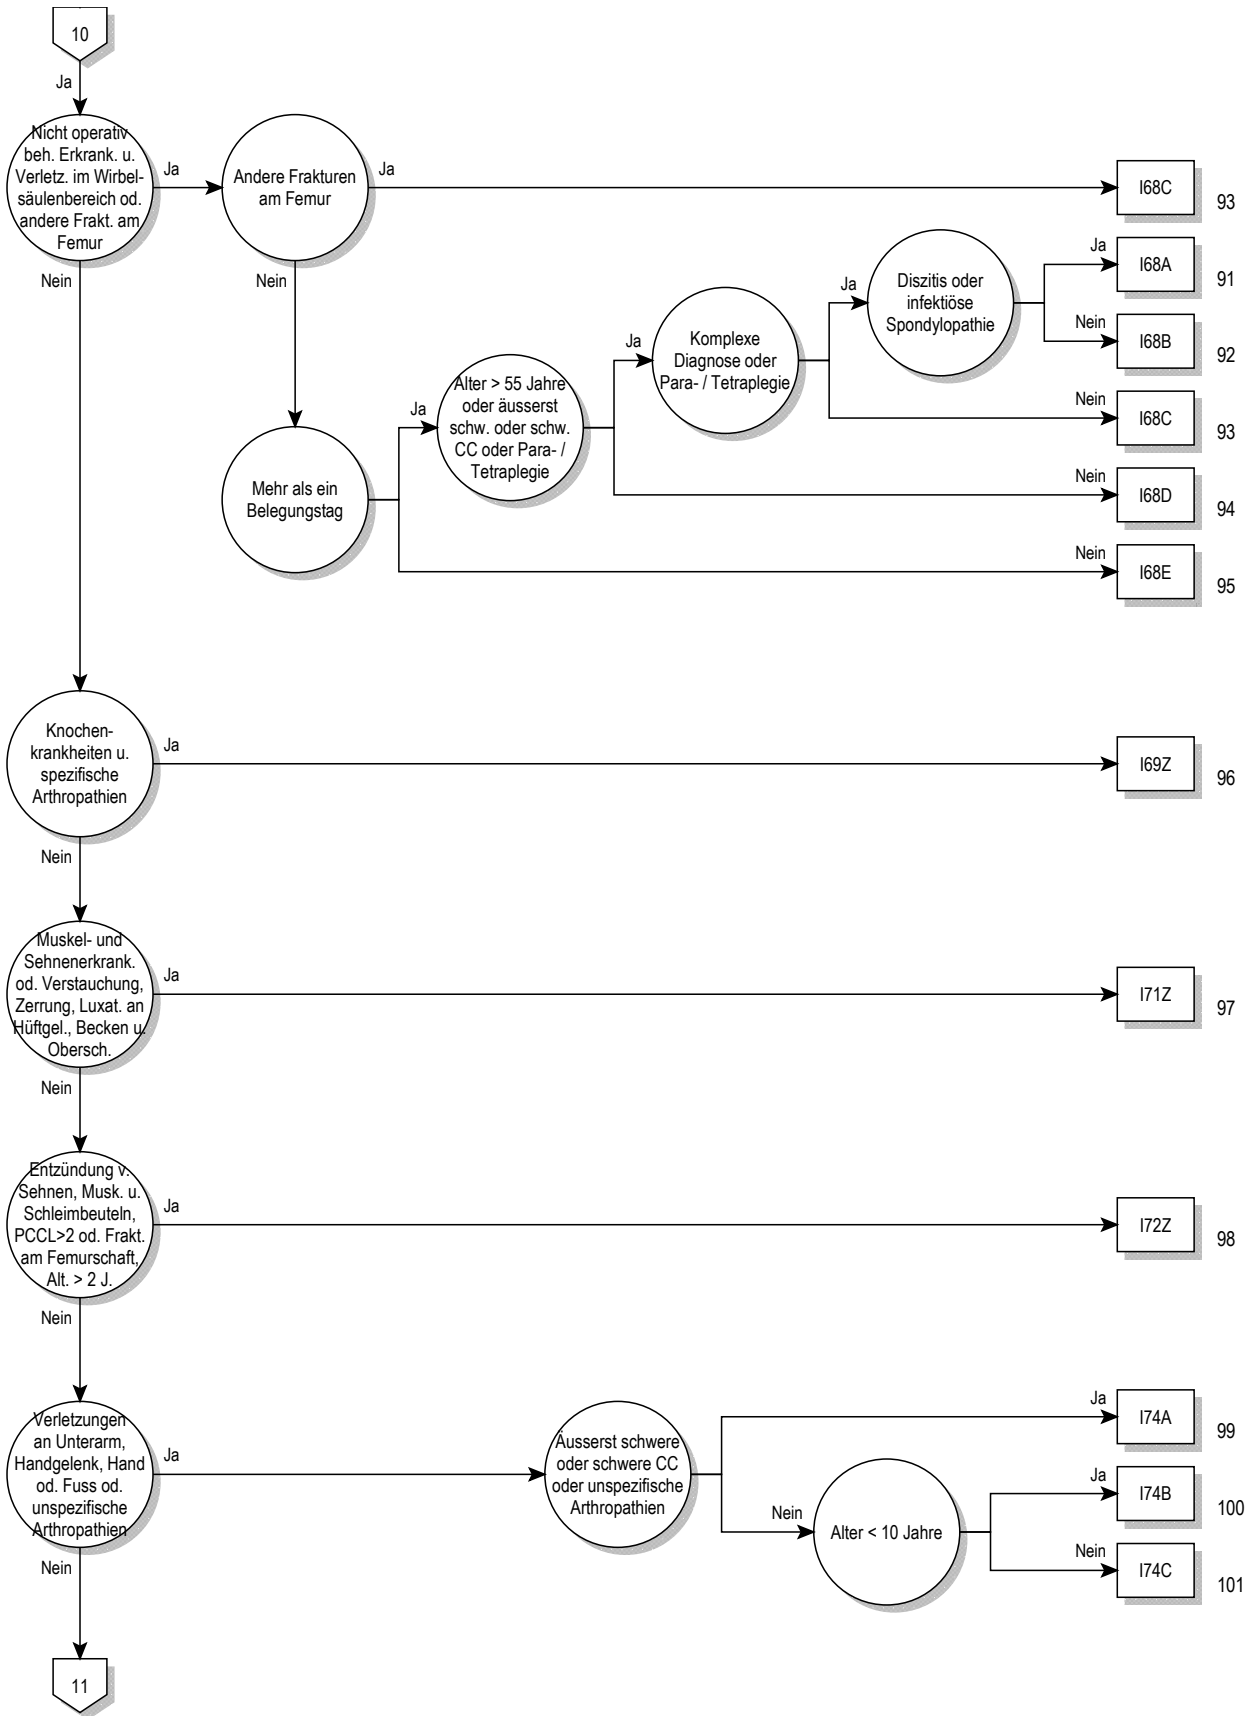 10
Ja
Nicht operativ
beh. Erkrank. u.
Verletz. im Wirbel-
säulenbereich od.
andere Frakt. am
Femur
Ja
Andere Frakturen
am Femur
Ja
I68C
93
Nein
Nein
Mehr als ein
Belegungstag
Ja
Alter > 55 Jahre
oder äusserst
schw. oder schw.
CC oder Para- /
Tetraplegie
Ja
Komplexe
Diagnose oder
Para- / Tetraplegie
Ja
Diszitis oder
infektiöse
Spondylopathie
Ja
I68A
91
Nein
I68B
92
Nein
I68C
93
Nein
I68D
94
Nein
I68E
95
Knochen-
krankheiten u.
spezifische
Arthropathien
Ja
I69Z
96
Nein
Muskel- und
Sehnenerkrank.
od. Verstauchung,
Zerrung, Luxat. an
Hüftgel., Becken u.
Obersch.
Ja
I71Z
97
Nein
Entzündung v.
Sehnen, Musk. u.
Schleimbeuteln,
PCCL>2 od. Frakt.
am Femurschaft,
Alt. > 2 J.
Ja
I72Z
98
Nein
Verletzungen
an Unterarm,
Handgelenk, Hand
od. Fuss od.
unspezifische
Arthropathien
Ja
Äusserst schwere
oder schwere CC
oder unspezifische
Arthropathien
Ja
I74A
99
Nein
Alter < 10 Jahre
Ja
I74B
100
Nein
I74C
101
Nein
11